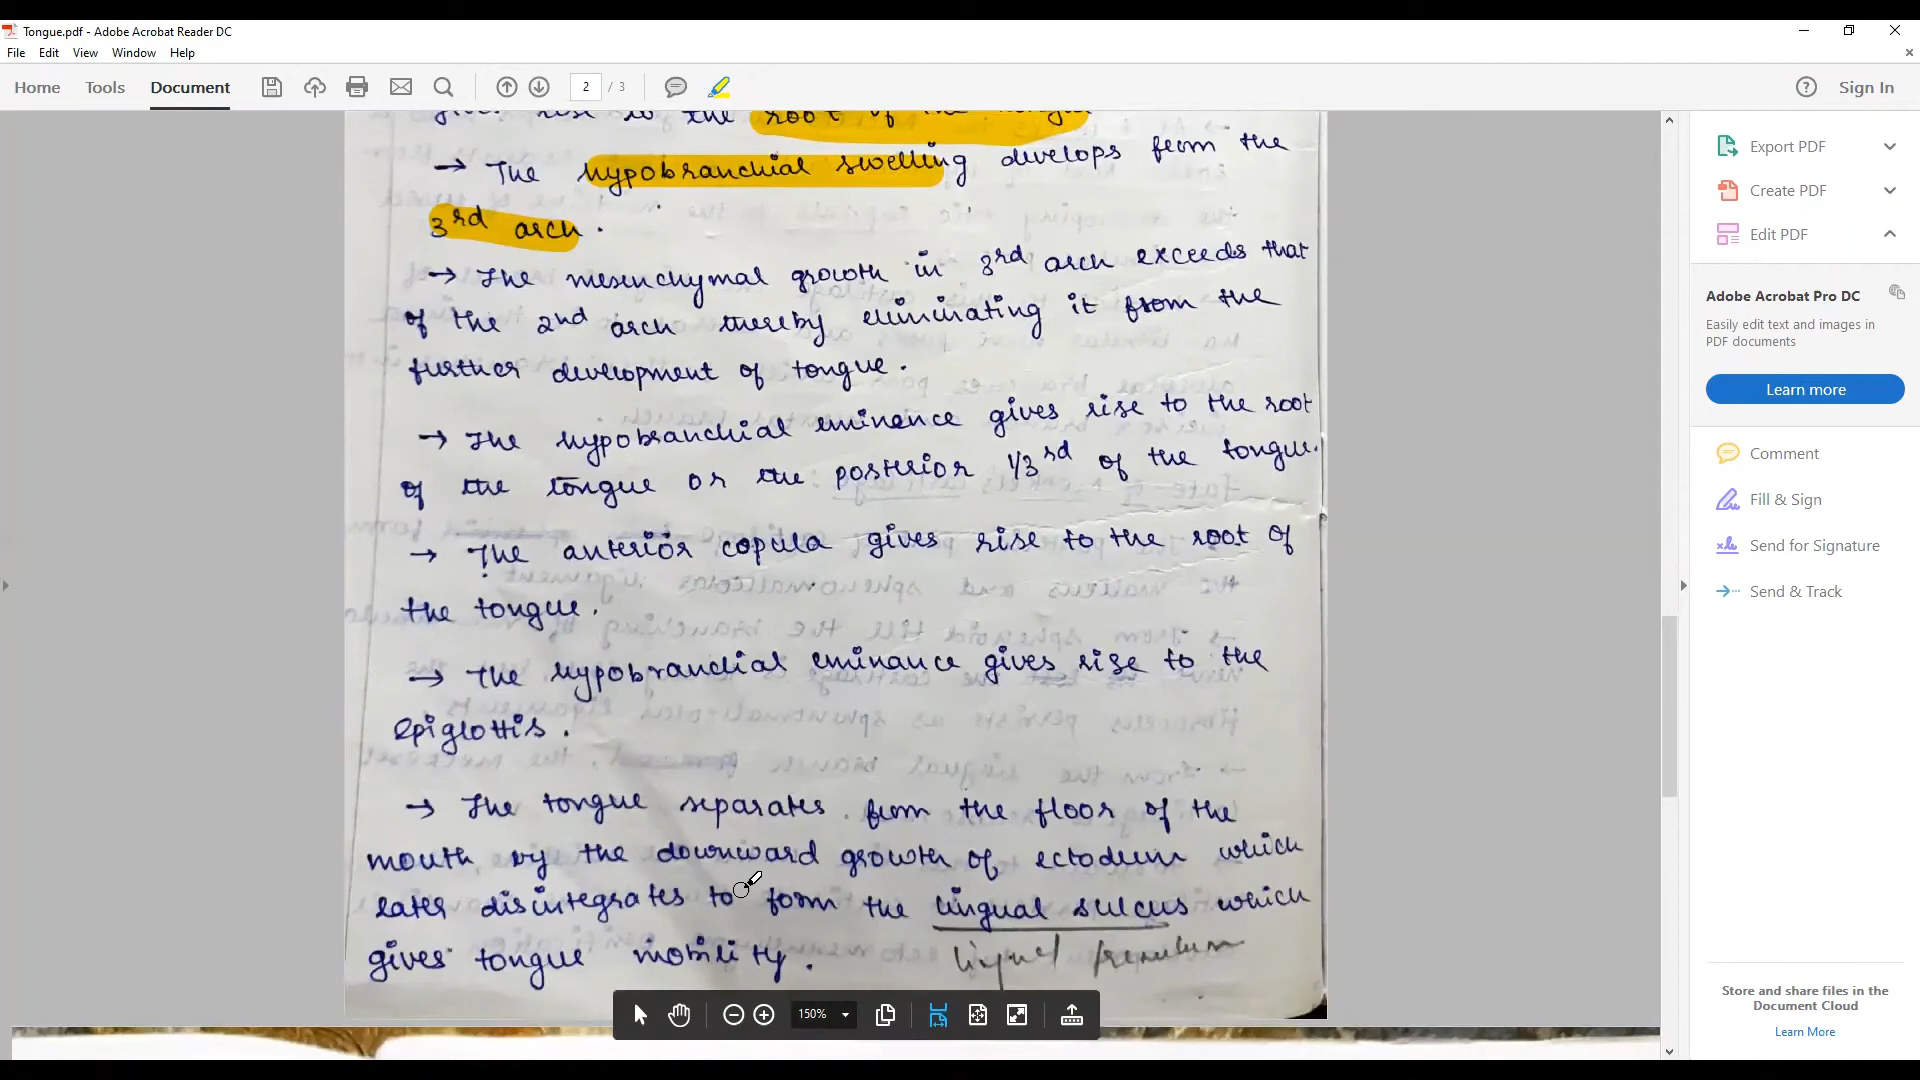 Tongue.pdf - Adobe Acrobat Reader DC
File Edit View Window Help
Home Tools Document 2 / 3 Sign In
rise to the root of the
→ The hypobranchial swelling develops from the
3rd arch.
→ The mesenchymal growth in 3rd arch exceeds that
of the 2nd arch thereby eliminating it from the
further development of tongue.
→ The hypobranchial eminence gives rise to the root
of the tongue or the posterior 1/3rd of the tongue.
→ The anterior copula gives rise to the root of
the tongue.
→ The hypobranchial eminance gives rise to the
epiglottis.
→ The tongue separates from the floor of the
mouth by the downward growth of ectoderm which
later disintegrates to form the lingual sulcus which
gives tongue mobility.
lingual frenulum
150%
Export PDF
Create PDF
Edit PDF
Adobe Acrobat Pro DC
Easily edit text and images in
PDF documents
Learn more
Comment
Fill & Sign
Send for Signature
Send & Track
Store and share files in the
Document Cloud
Learn More